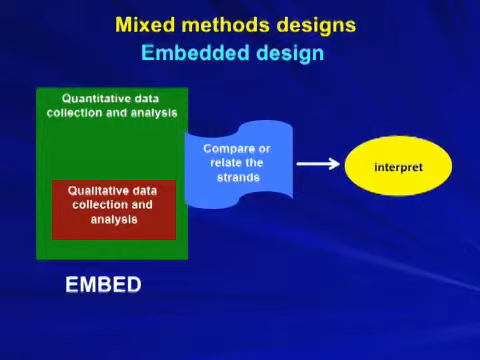 Mixed methods designs
Embedded design
Quantitative data
collection and analysis
Compare or
relate the
strands
interpret
Qualitative data
collection and
analysis
EMBED